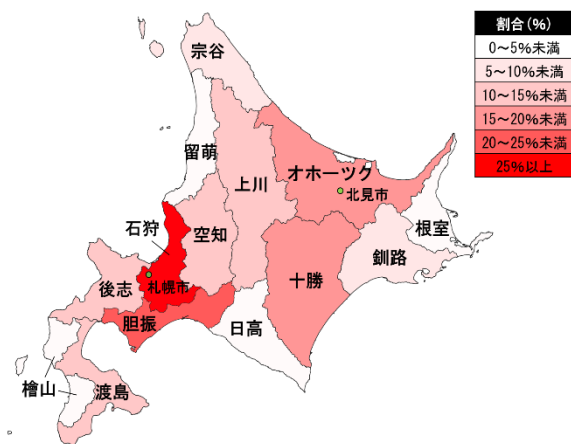 割合(%)
0～5%未満
5～10%未満
10～15%未満
15～20%未満
20～25%未満
25%以上
宗谷
留萌
上川
オホーツク
北見市
根室
石狩
空知
釧路
後志
札幌市
十勝
胆振
日高
檜山
渡島